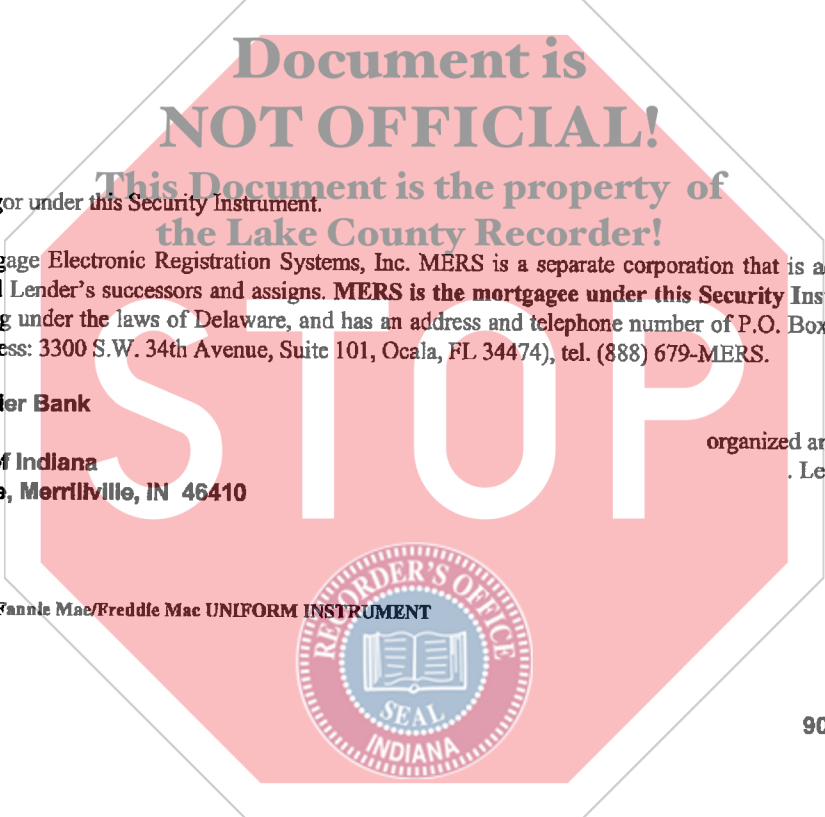 Document is
NOT OFFICIAL!
This Document is the property of
gor under this Security Instrument.
the Lake County Recorder!
gage Electronic Registration Systems, Inc. MERS is a separate corporation that is a
Lender's successors and assigns. MERS is the mortgagee under this Security Ins
g under the laws of Delaware, and has an address and telephone number of P.O. Box
ess: 3300 S.W. 34th Avenue, Suite 101, Ocala, FL 34474), tel. (888) 679-MERS.
STOP
ier Bank
organized an
f Indiana
. Le
e, Merrillville, IN 46410
RECORDER'S OFFICE
Fannie Mae/Freddie Mac UNIFORM INSTRUMENT
SEAL
INDIANA
90